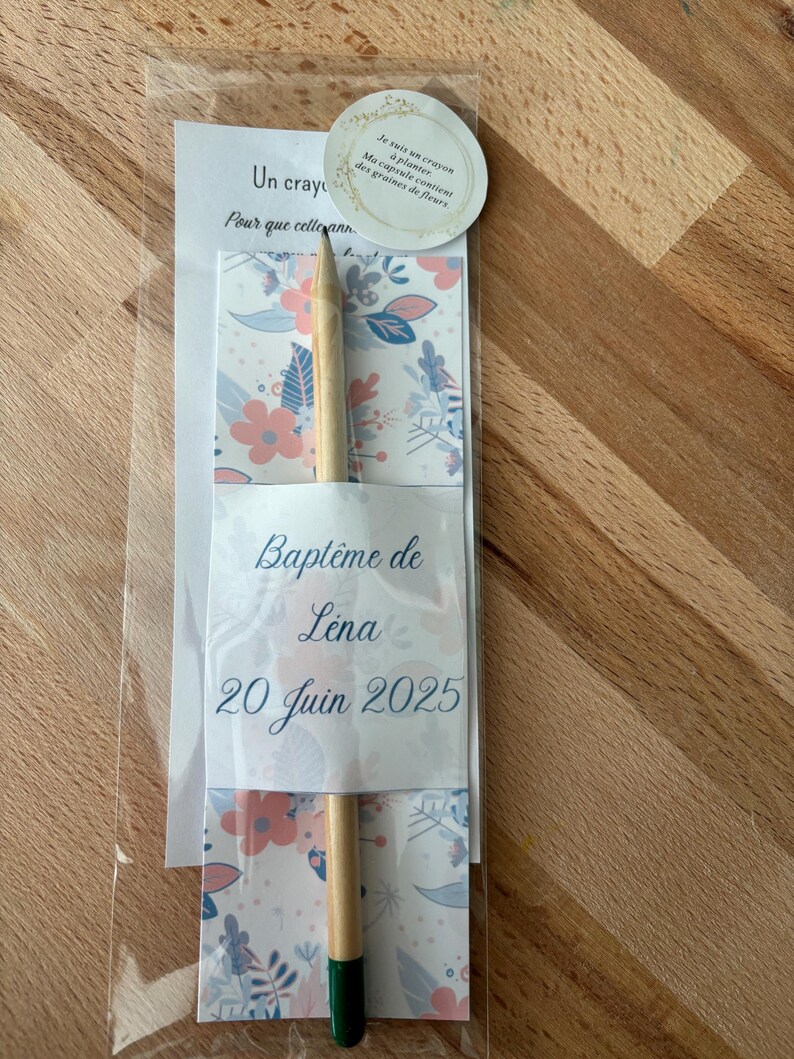 Je suis un crayon
à planter.
Ma capsule contient
des graines de fleurs.
Un
Pour que cette
Baptême de
Léna
20 Juin 2025